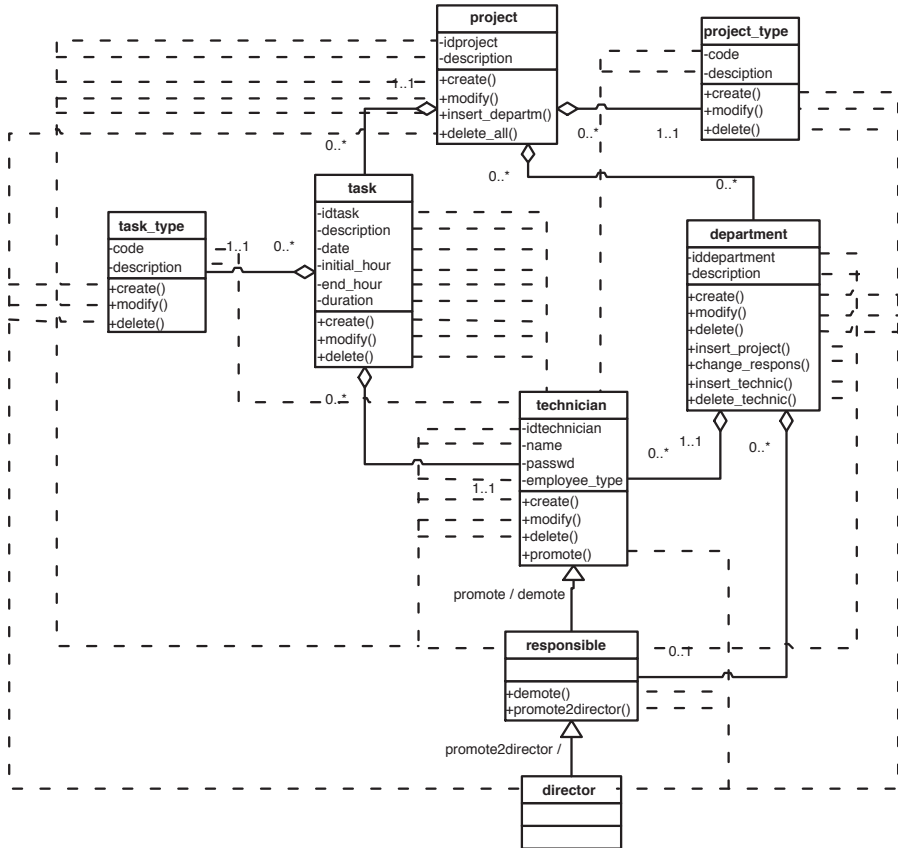 project
-idproject
-description
+create()
+modify()
+insert_departm()
+delete_all()
project_type
-code
-desciption
+create()
+modify()
+delete()
1..1
0..*
0..*
1..1
0..*
0..*
task
-idtask
-description
-date
-initial_hour
-end_hour
-duration
+create()
+modify()
+delete()
task_type
-code
-description
+create()
+modify()
+delete()
1..1
0..*
department
-iddepartment
-description
+create()
+modify()
+delete()
+insert_project()
+change_respons()
+insert_technic()
+delete_technic()
0..*
1..1
technician
-idtechnician
-name
-passwd
-employee_type
+create()
+modify()
+delete()
+promote()
0..*
1..1
0..*
promote / demote
responsible
+demote()
+promote2director()
0..1
promote2director /
director